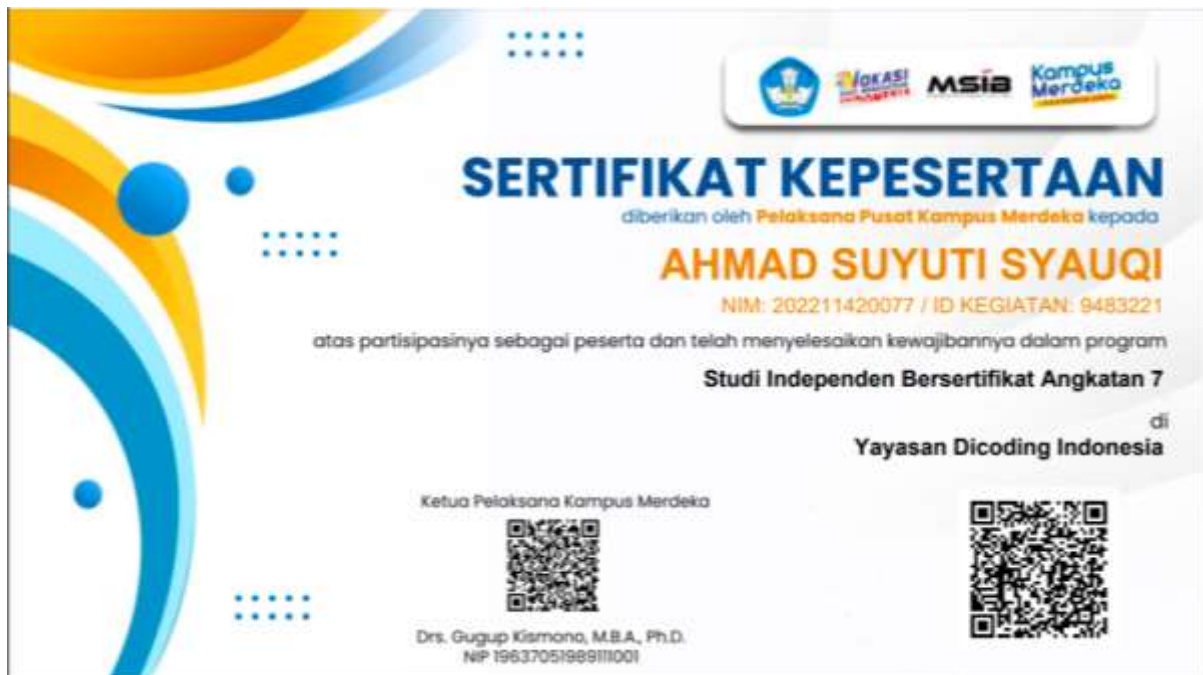 VOKASI
MSIB
Kampus
Merdeka
SERTIFIKAT KEPESERTAAN
diberikan oleh Pelaksana Pusat Kampus Merdeka kepada
AHMAD SUYUTI SYAUQI
NIM: 202211420077 / ID KEGIATAN: 9483221
atas partisipasinya sebagai peserta dan telah menyelesaikan kewajibannya dalam program
Studi Independen Bersertifikat Angkatan 7
di
Yayasan Dicoding Indonesia
Ketua Pelaksana Kampus Merdeka
Drs. Gugup Kismono, M.B.A., Ph.D.
NIP 19637051989111001